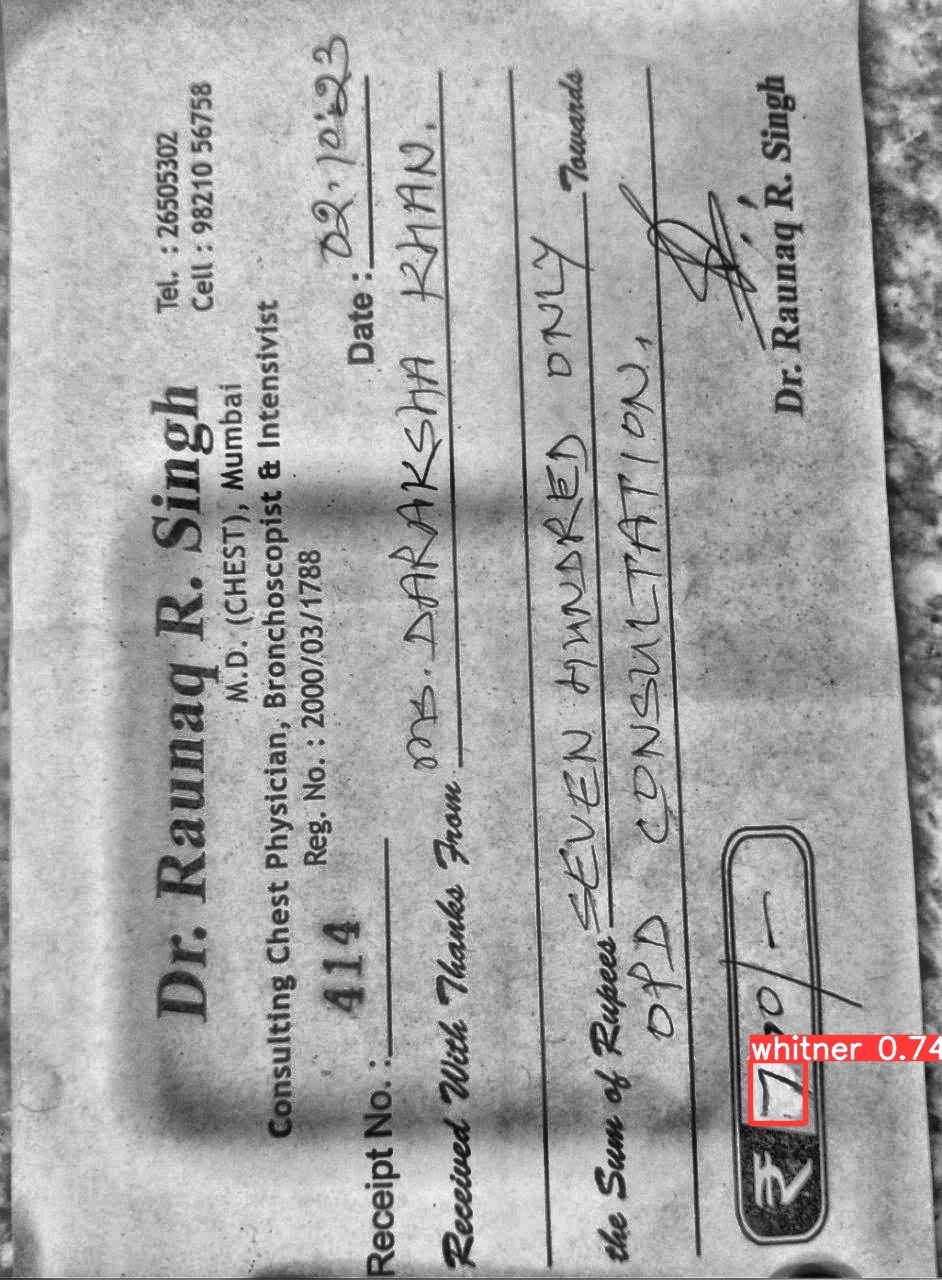 Dr. Raunaq R. Singh
M.D. (CHEST), Mumbai
Tel. : 26505302
Cell : 98210 56758
Consulting Chest Physician, Bronchoscopist & Intensivist
Reg. No. : 2000/03/1788
Receipt No. : 414
Date : 02.10.23
Received With Thanks From Ms. DARAKSHA KHAN.
the Sum of Rupees SEVEN HUNDRED ONLY Towards
OPD CONSULTATION.
₹ 700/-
whitner 0.74
Dr. Raunaq R. Singh